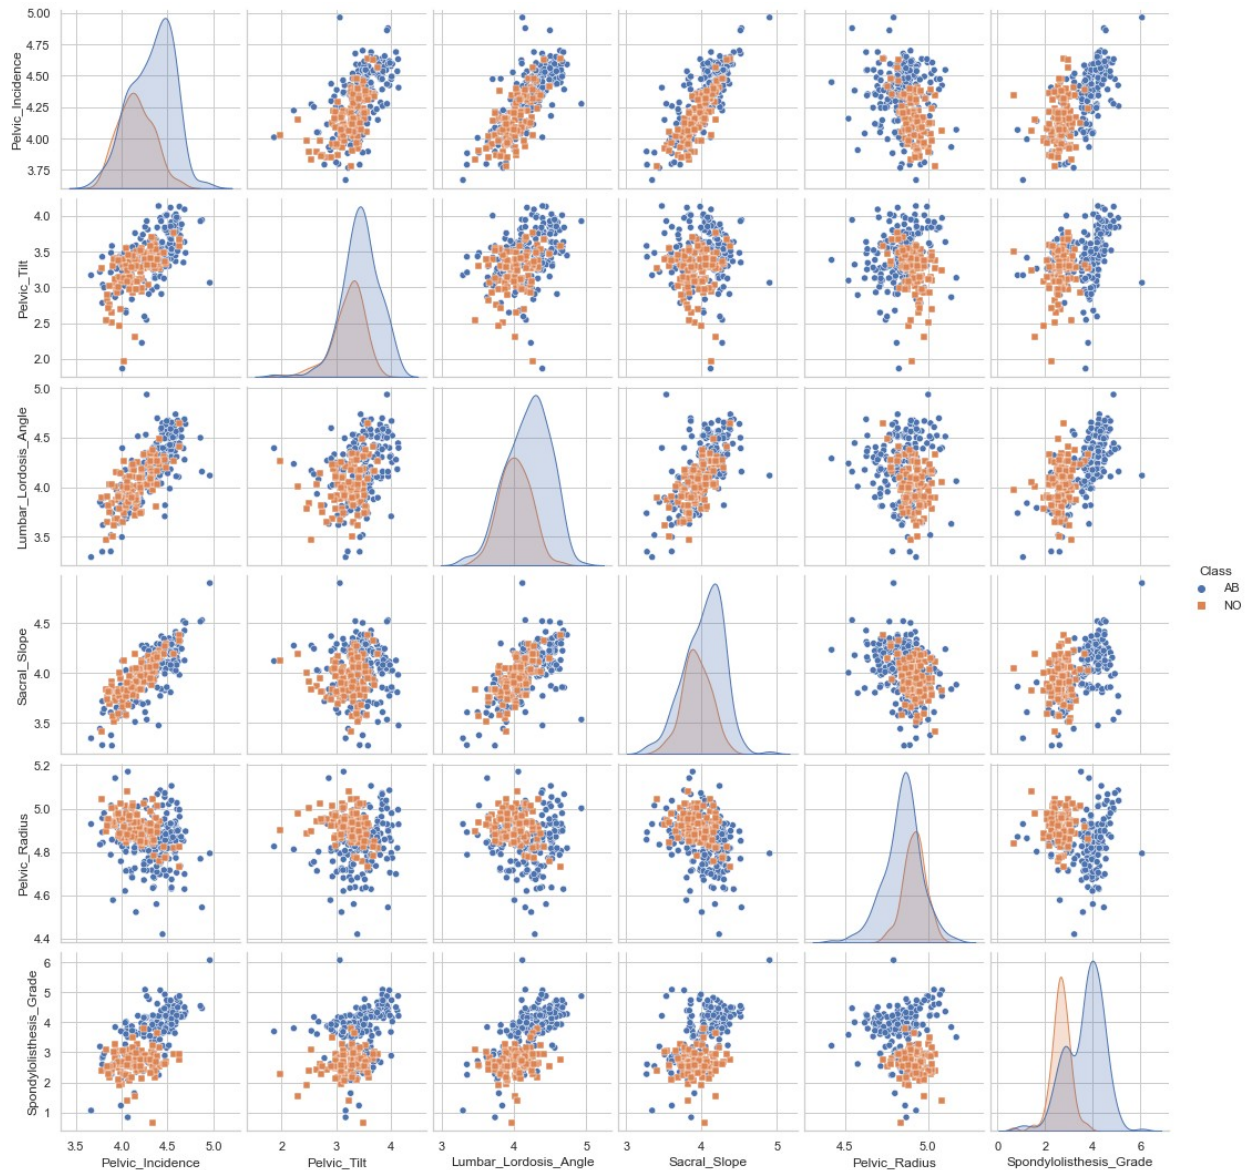 5.00
4.75
4.50
4.25
4.00
3.75
Pelvic_Incidence
4.0
3.5
3.0
2.5
2.0
Pelvic_Tilt
5.0
4.5
4.0
3.5
Lumbar_Lordosis_Angle
Class
AB
NO
4.5
4.0
3.5
Sacral_Slope
5.2
5.0
4.8
4.6
4.4
Pelvic_Radius
6
5
4
3
2
1
Spondylolisthesis_Grade
3.5 4.0 4.5 5.0 2 3 4 3 4 5 3 4 5 4.5 5.0 0 2 4 6
Pelvic_Incidence Pelvic_Tilt Lumbar_Lordosis_Angle Sacral_Slope Pelvic_Radius Spondylolisthesis_Grade